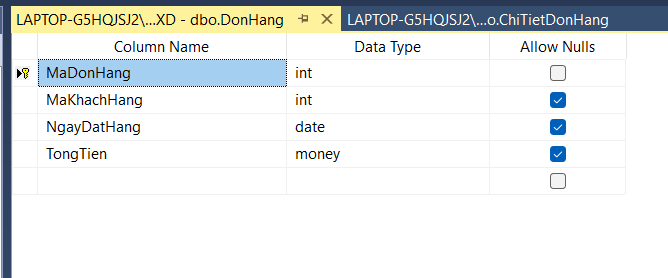 LAPTOP-G5HQJSJ2\...XD - dbo.DonHang LAPTOP-G5HQJSJ2\...o.ChiTietDonHang
Column Name Data Type Allow Nulls
MaDonHang int
MaKhachHang int
NgayDatHang date
TongTien money